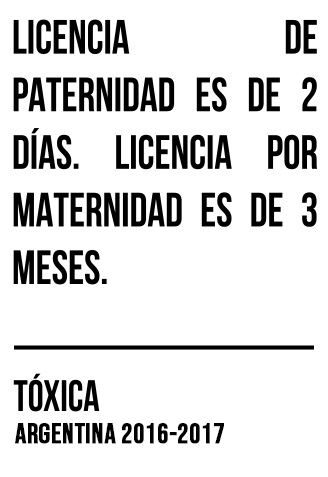 LICENCIA DE
PATERNIDAD ES DE 2
DÍAS. LICENCIA POR
MATERNIDAD ES DE 3
MESES.
TÓXICA
ARGENTINA 2016-2017